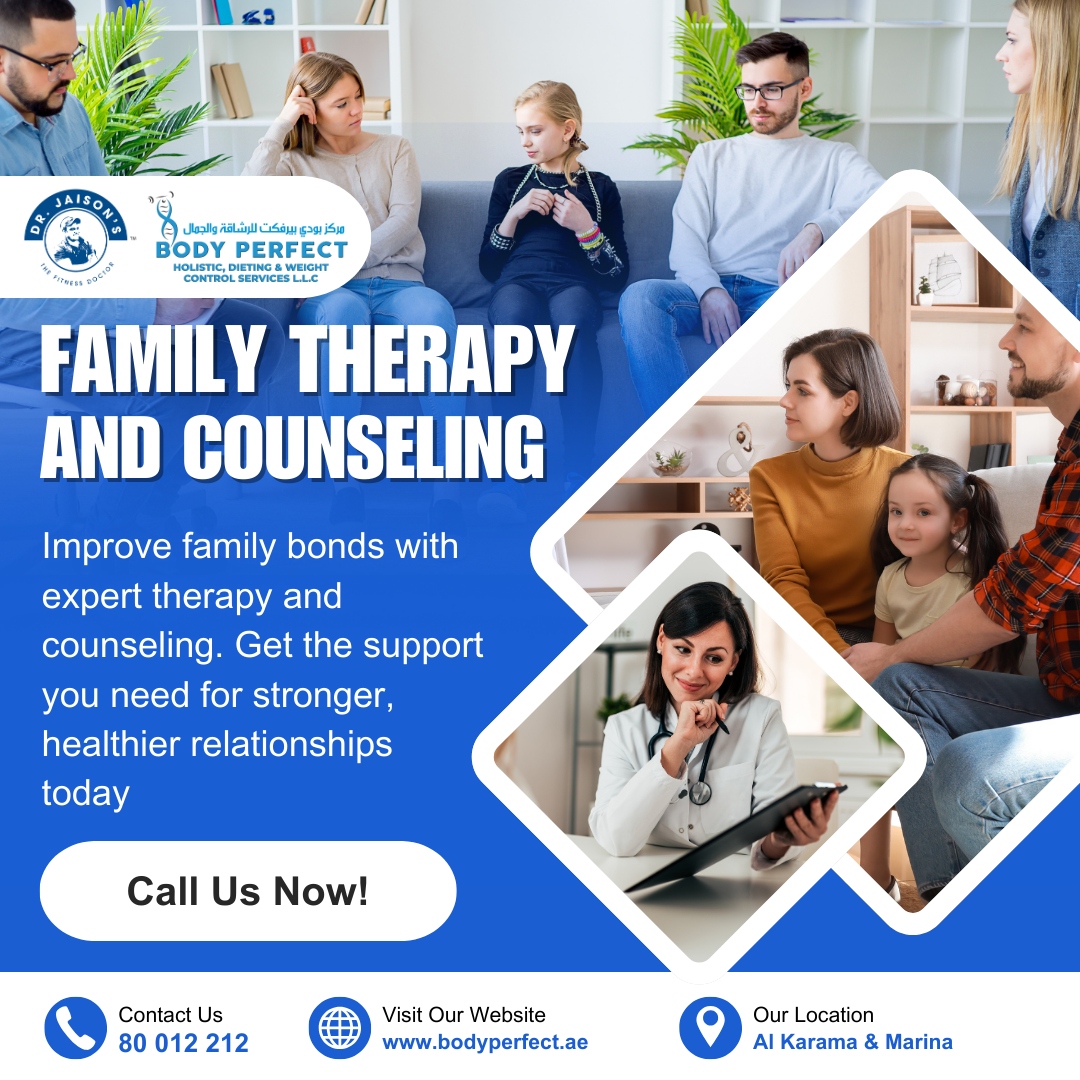 DR. JAISON'S
THE FITNESS DOCTOR
TM
مركز بودي بيرفكت للرشاقة والجمال
BODY PERFECT
HOLISTIC, DIETING & WEIGHT
CONTROL SERVICES L.L.C
FAMILY THERAPY
AND COUNSELING
Improve family bonds with
expert therapy and
counseling. Get the support
you need for stronger,
healthier relationships
today
Call Us Now!
Contact Us
80 012 212
Visit Our Website
www.bodyperfect.ae
Our Location
Al Karama & Marina